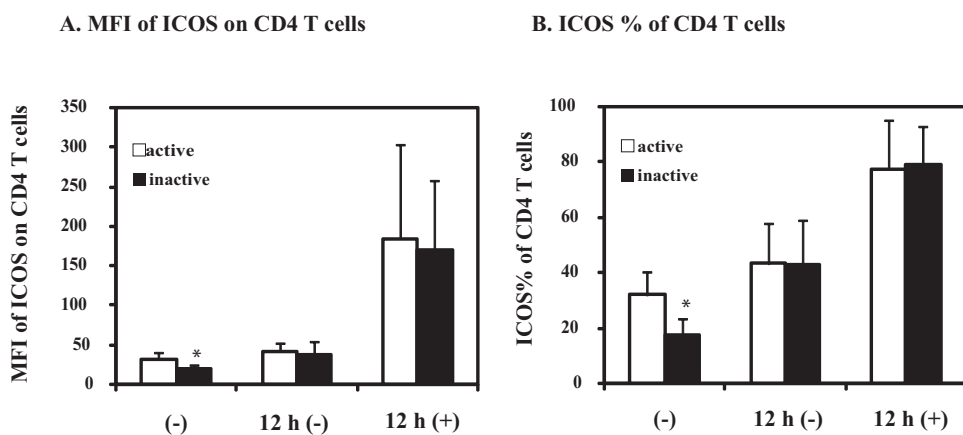 A. MFI of ICOS on CD4 T cells
MFI of ICOS on CD4 T cells
350
300
250
200
150
100
50
0
active
inactive
*
(-)
12 h (-)
12 h (+)
B. ICOS % of CD4 T cells
ICOS% of CD4 T cells
100
80
60
40
20
0
active
inactive
*
(-)
12 h (-)
12 h (+)